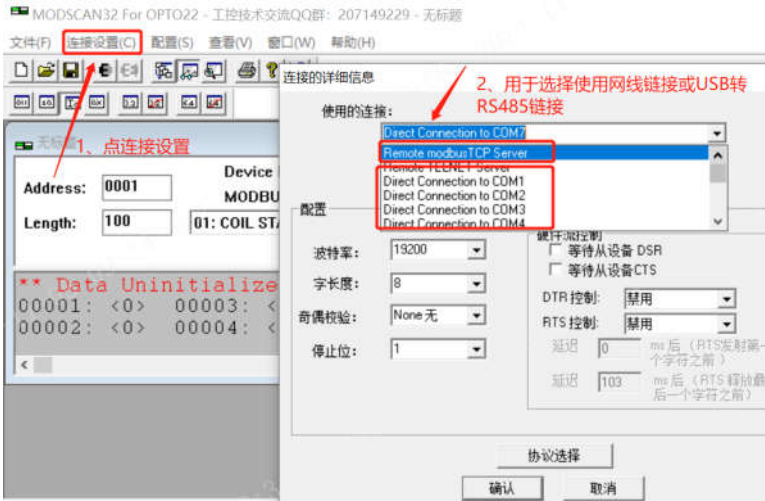 MODSCAN32 For OPTO22 - 工控技术交流QQ群: 207149229 - 无标题
文件(F) 连接设置(C) 配置(S) 查看(V) 窗口(W) 帮助(H)
连接的详细信息
2、用于选择使用网线链接或USB转
RS485链接
使用的连接:
Direct Connection to COM7
Remote modbusTCP Server
Remote TELNET Server
Direct Connection to COM1
Direct Connection to COM2
Direct Connection to COM3
Direct Connection to COM4
1、点连接设置
Address: 0001
Device
MODBU
Length: 100
01: COIL STA
** Data Uninitialize
00001: <0> 00003: <
00002: <0> 00004: <
配置
波特率: 19200
字长度: 8
奇偶校验: None 无
停止位: 1
硬件流控制
等待从设备 DSR
等待从设备CTS
DTR 控制: 禁用
RTS 控制: 禁用
延迟 0 ms 后 (RTS发射第一
个字符之前)
延迟 103 ms 后 (RTS 释放最
后一个字符之前)
协议选择
确认 取消